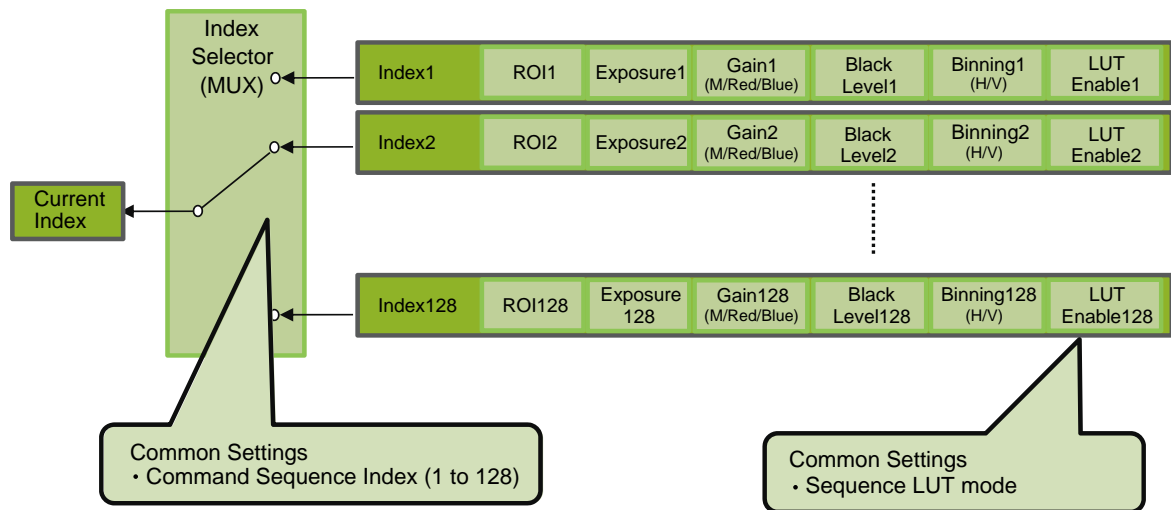 Index
Selector
(MUX)
Index1
ROI1
Exposure1
Gain1
(M/Red/Blue)
Black
Level1
Binning1
(H/V)
LUT
Enable1
Index2
ROI2
Exposure2
Gain2
(M/Red/Blue)
Black
Level2
Binning2
(H/V)
LUT
Enable2
Current
Index
Index128
ROI128
Exposure
128
Gain128
(M/Red/Blue)
Black
Level128
Binning128
(H/V)
LUT
Enable128
Common Settings
・Command Sequence Index (1 to 128)
Common Settings
・Sequence LUT mode